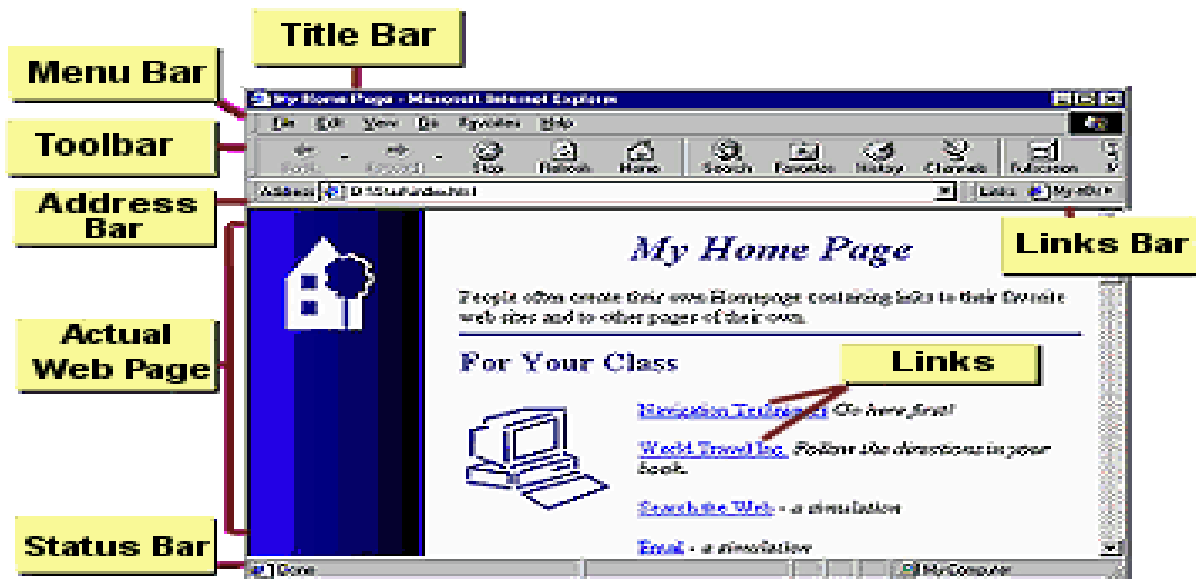 Title Bar
Menu Bar
My Home Page - Microsoft Internet Explorer
File Edit View Go Favorites Help
Toolbar
Back Forward Stop Refresh Home Search Favorites History Channels Fullscreen
Address
Links
Address
Bar
Links Bar
My Home Page
People often create their own Homepage containing links to their favorite
web sites and to other pages of their own.
Actual
Web Page
For Your Class
Links
Navigation Go here first!
World Travel Inc. Follow the directions in your
book.
Search the Web - a simulation
Email - a simulation
Status Bar
Done
My Computer